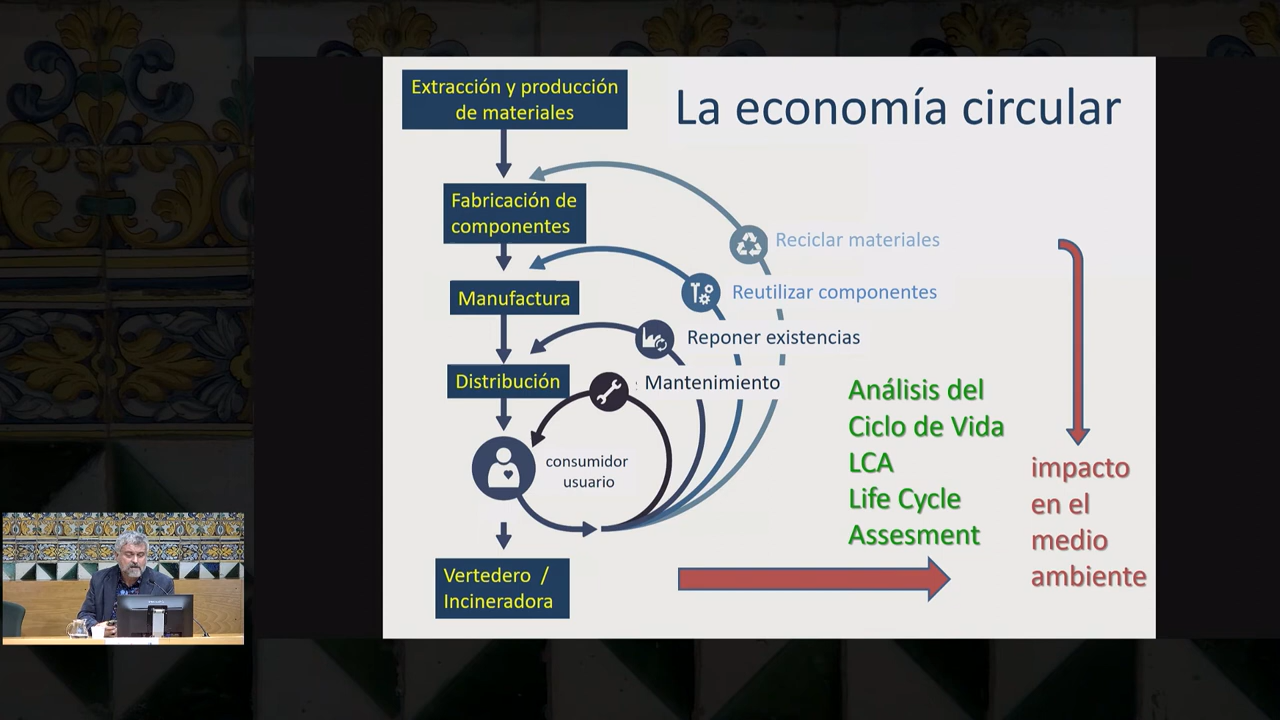 Extracción y producción
de materiales
La economía circular
Fabricación de
componentes
Reciclar materiales
Manufactura
Reutilizar componentes
Reponer existencias
Distribución
Mantenimiento
consumidor
usuario
Análisis del
Ciclo de Vida
LCA
Life Cycle
Assesment
impacto
en el
medio
ambiente
Vertedero /
Incineradora